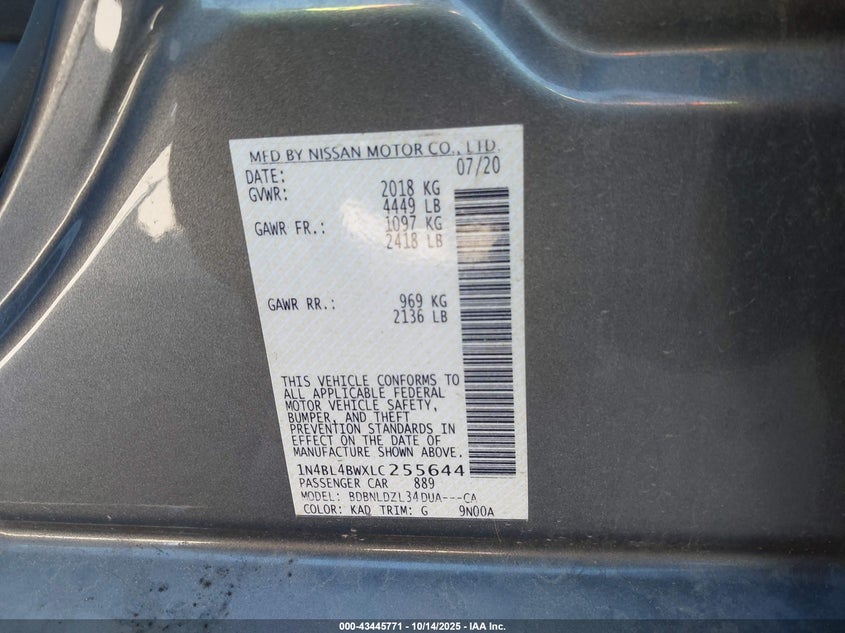 MFD BY NISSAN MOTOR CO., LTD.
DATE: 07/20
GVWR: 2018 KG
4449 LB
GAWR FR.: 1097 KG
2418 LB
GAWR RR.: 969 KG
2136 LB
THIS VEHICLE CONFORMS TO
ALL APPLICABLE FEDERAL
MOTOR VEHICLE SAFETY,
BUMPER, AND THEFT
PREVENTION STANDARDS IN
EFFECT ON THE DATE OF
MANUFACTURE SHOWN ABOVE.
1N4BL4BWXLC255644
PASSENGER CAR 889
MODEL: BDBNLDZL34DUA---CA
COLOR: KAD TRIM: G 9N00A
000-43445771 | 10/14/2025 | IAA Inc.